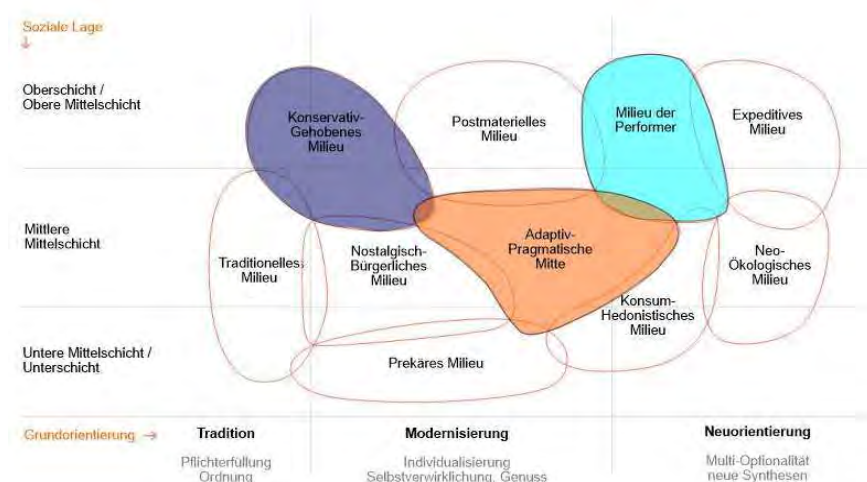 Soziale Lage
↓
Oberschicht /
Obere Mittelschicht
Konservativ-
Gehobenes
Milieu
Postmaterielles
Milieu
Milieu der
Performer
Expeditives
Milieu
Mittlere
Mittelschicht
Traditionelles
Milieu
Nostalgisch-
Bürgerliches
Milieu
Adaptiv-
Pragmatische
Mitte
Konsum-
Hedonistisches
Milieu
Neo-
Ökologisches
Milieu
Untere Mittelschicht /
Unterschicht
Prekäres Milieu
Grundorientierung →
Tradition
Pflichterfüllung
Ordnung
Modernisierung
Individualisierung
Selbstverwirklichung, Genuss
Neuorientierung
Multi-Optionalität
neue Synthesen